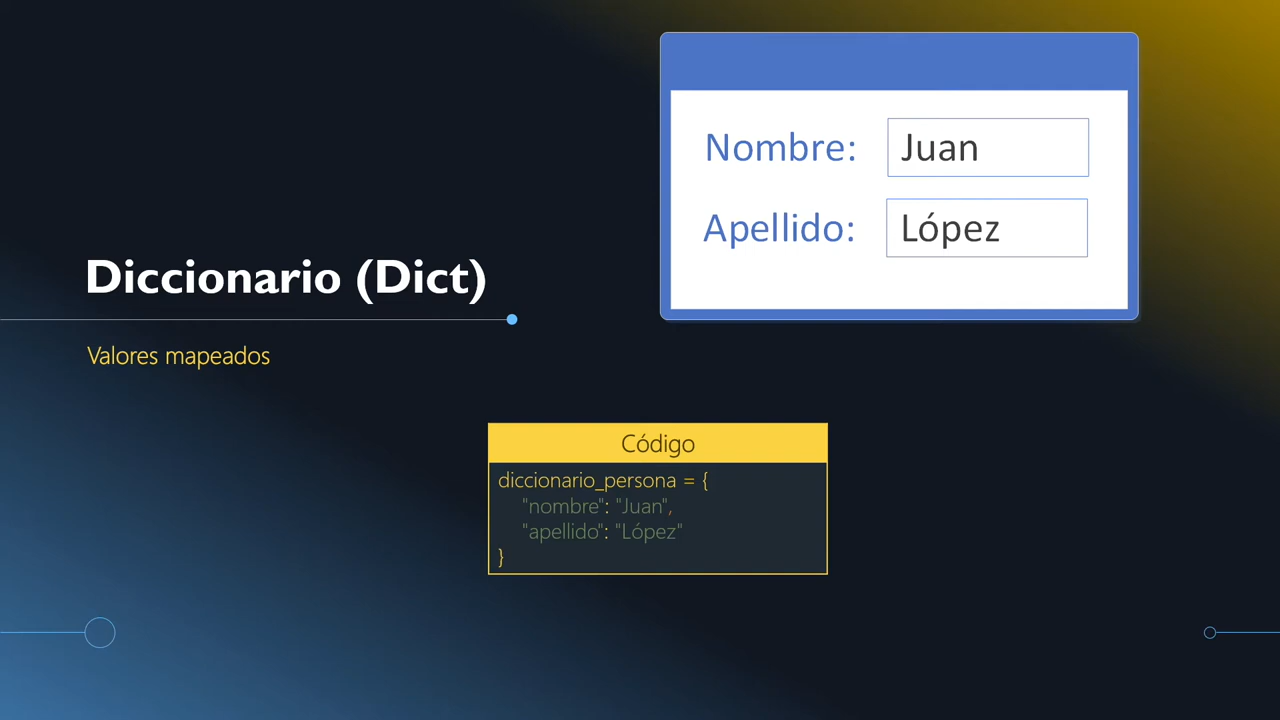 Nombre: Juan
Apellido: López
Diccionario (Dict)
Valores mapeados
Código
diccionario_persona = {
"nombre": "Juan",
"apellido": "López"
}